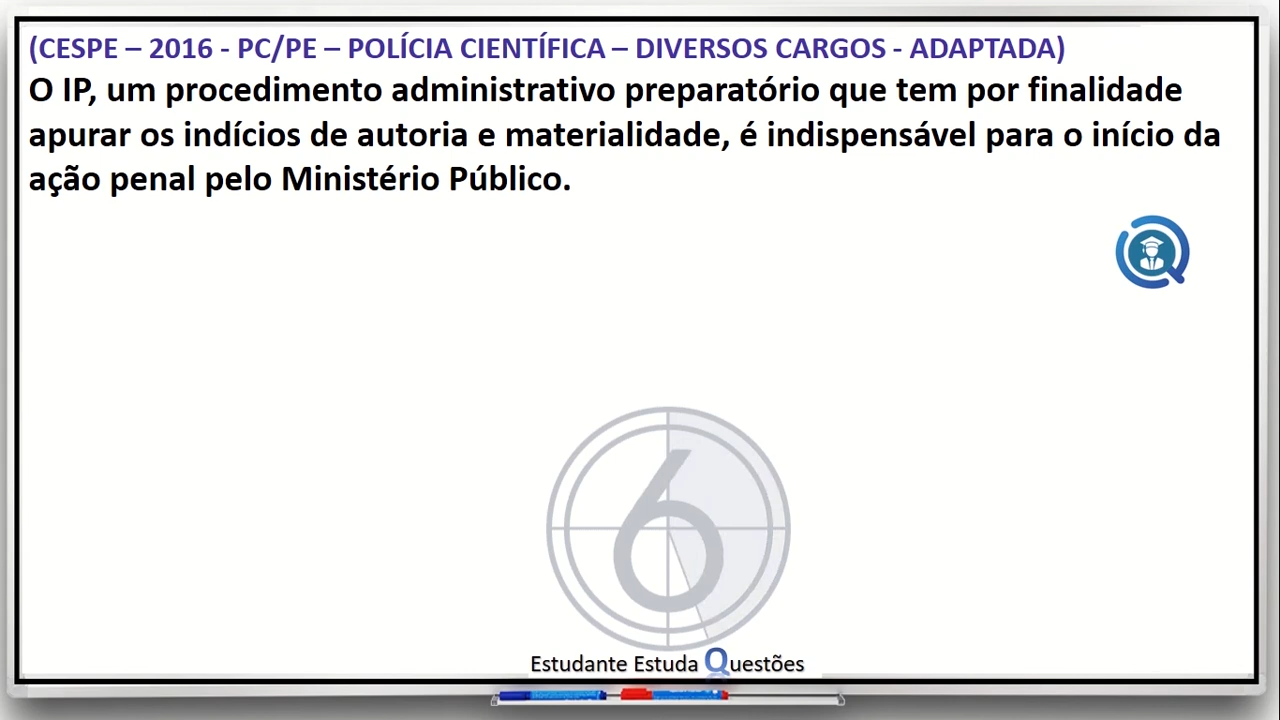 (CESPE – 2016 - PC/PE – POLÍCIA CIENTÍFICA – DIVERSOS CARGOS - ADAPTADA)
O IP, um procedimento administrativo preparatório que tem por finalidade
apurar os indícios de autoria e materialidade, é indispensável para o início da
ação penal pelo Ministério Público.
6
Estudante Estuda Questões